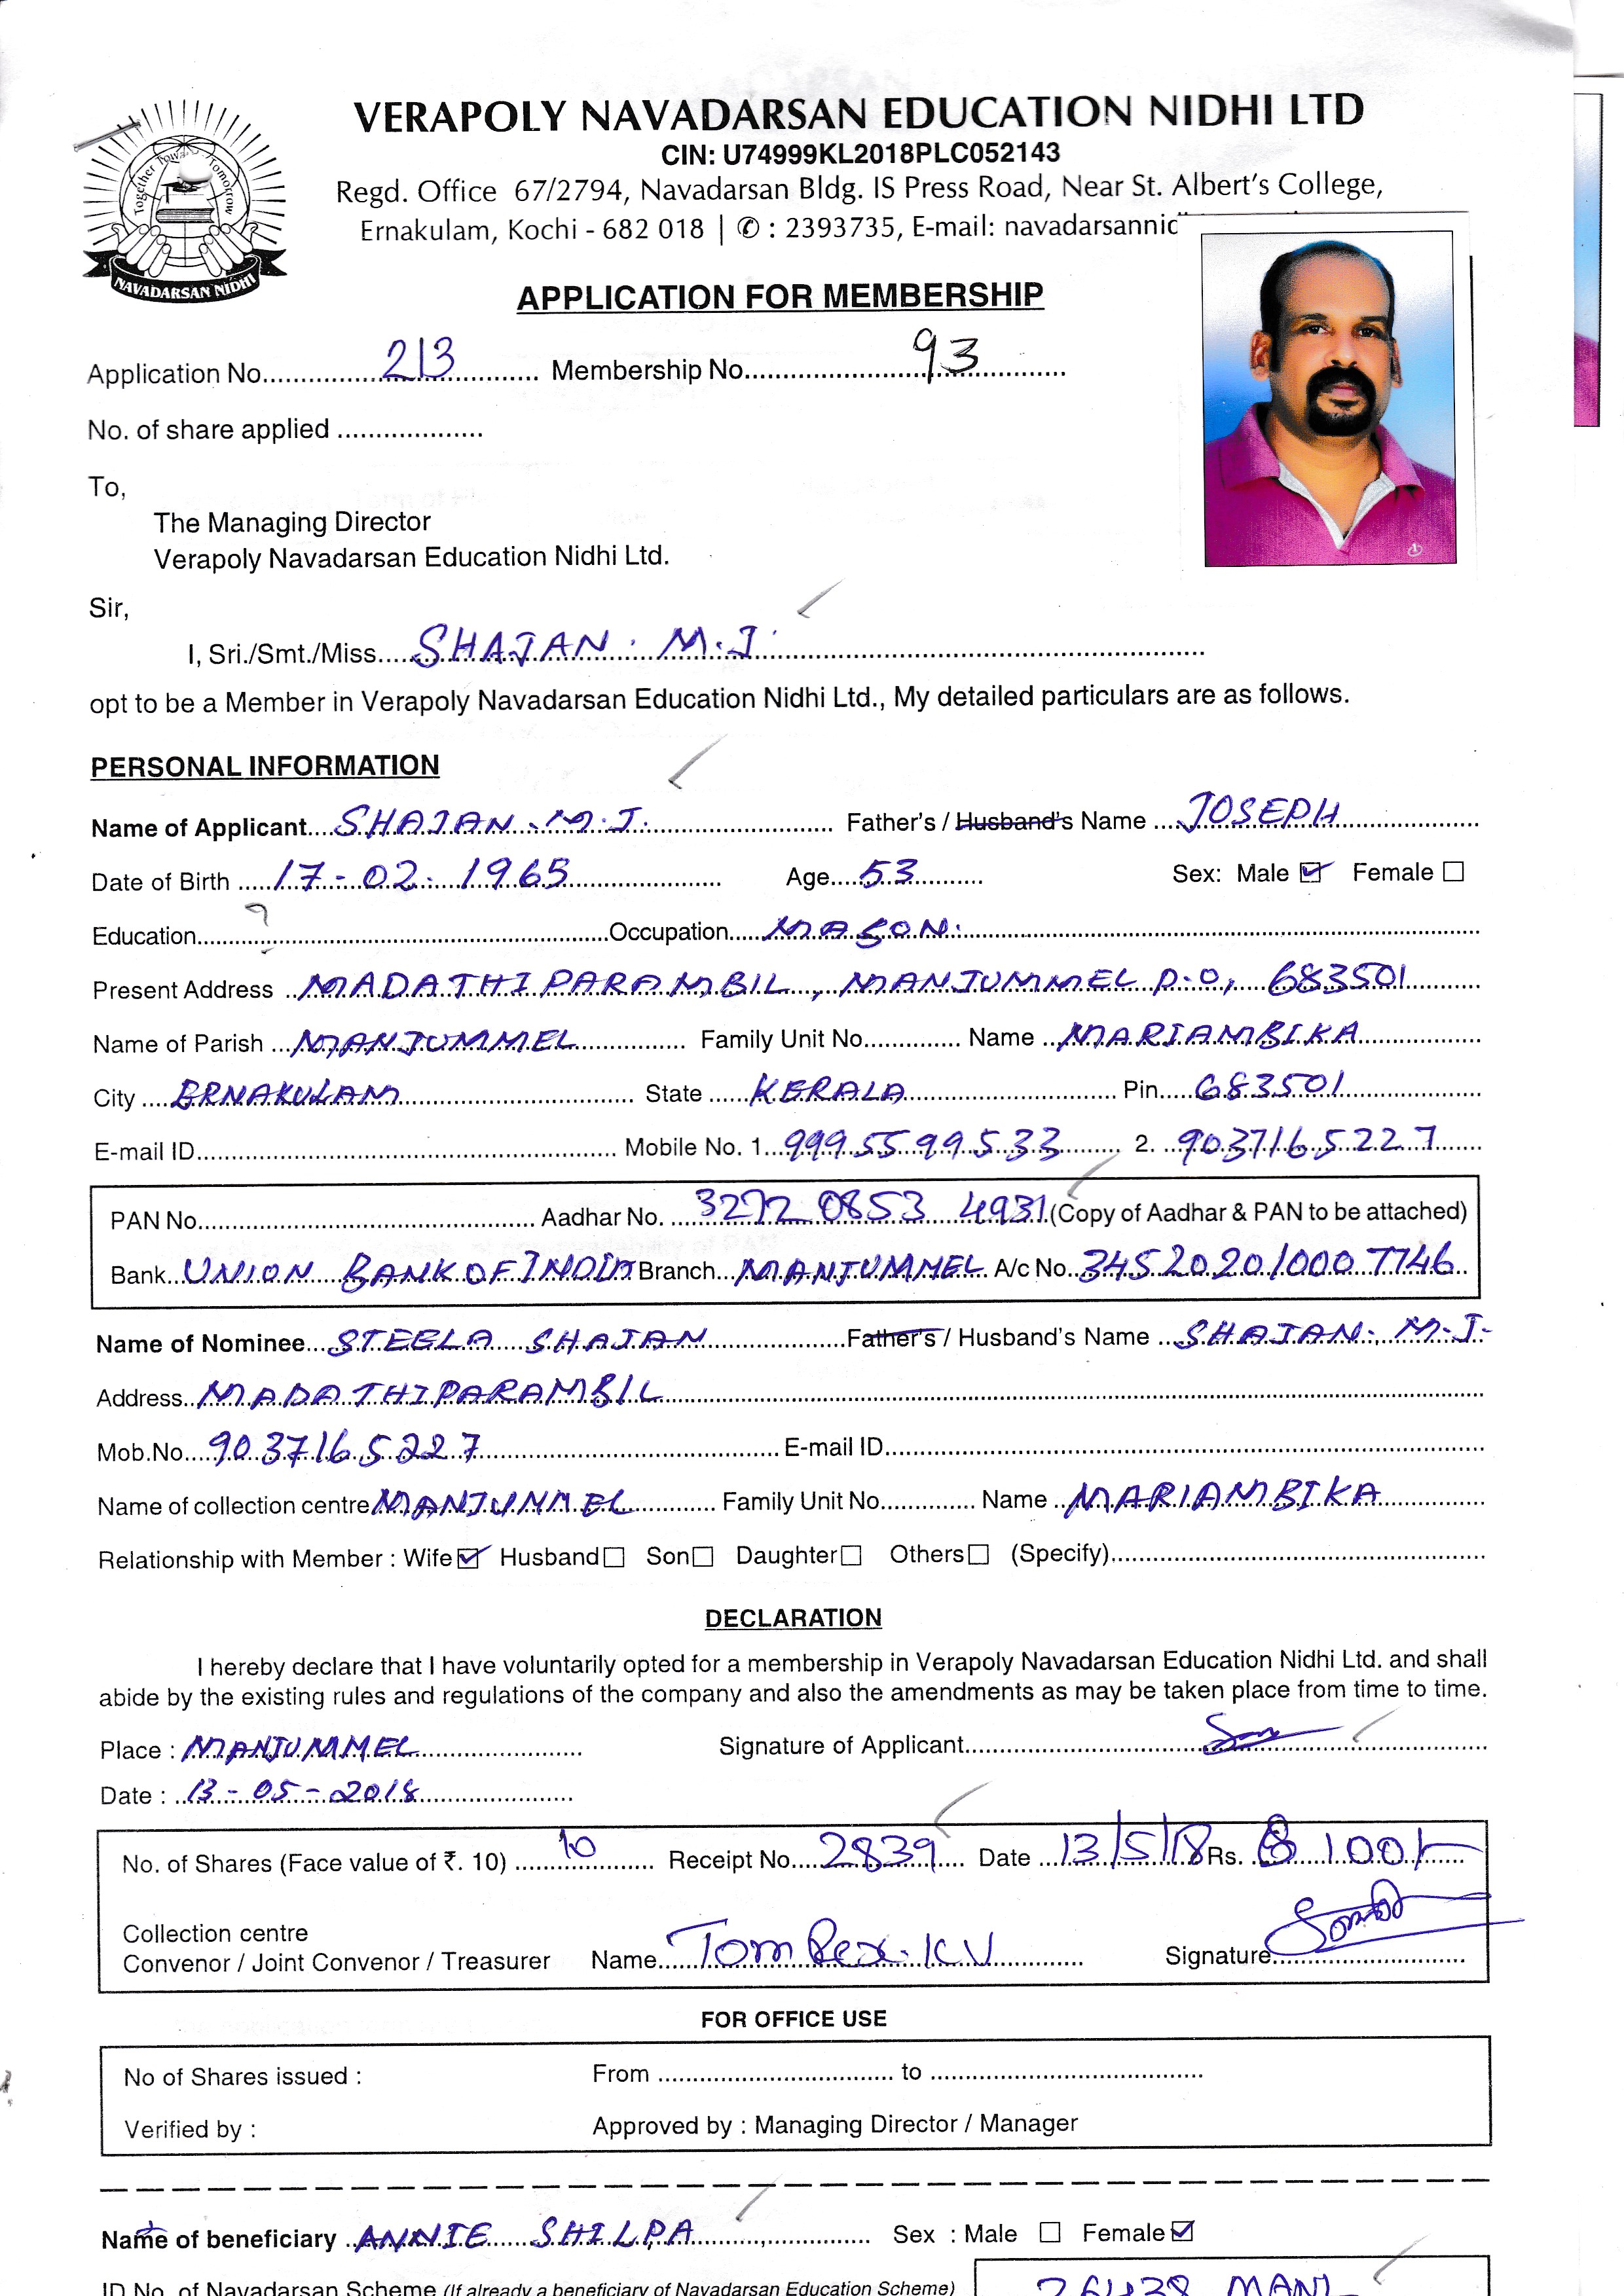 VERAPOLY NAVADARSAN EDUCATION NIDHI LTD
CIN: U74999KL2018PLC052143
Regd. Office 67/2794, Navadarsan Bldg. IS Press Road, Near St. Albert's College,
Ernakulam, Kochi - 682 018 | ✆ : 2393735, E-mail: navadarsannid
Together Towards Tomorrow
NAVADARSAN NIDHI
APPLICATION FOR MEMBERSHIP
Application No. 213 Membership No. 93
No. of share applied
To,
The Managing Director
Verapoly Navadarsan Education Nidhi Ltd.
Sir,
I, Sri./Smt./Miss SHAJAN. M.J.
opt to be a Member in Verapoly Navadarsan Education Nidhi Ltd., My detailed particulars are as follows.
PERSONAL INFORMATION
Name of Applicant SHAJAN. M.J. Father's / Husband's Name JOSEPH
Date of Birth 17-02-1965 Age 53 Sex: Male ☑ Female ☐
Education Occupation MASON.
Present Address MADATHIPARAMBIL, MANJUMMEL P.O, 683501
Name of Parish MANJUMMEL Family Unit No. Name MARIAMBIKA
City ERNAKULAM State KERALA Pin 683501
E-mail ID Mobile No. 1. 9995599533 2. 9037165227
PAN No. Aadhar No. 3272 0853 4931 (Copy of Aadhar & PAN to be attached)
Bank UNION BANK OF INDIA Branch MANJUMMEL A/c No. 345202010007746
Name of Nominee STEELA SHAJAN Father's / Husband's Name SHAJAN. M.J.
Address MADATHIPARAMBIL
Mob.No. 9037165227 E-mail ID
Name of collection centre MANJUMMEL Family Unit No. Name MARIAMBIKA
Relationship with Member : Wife ☑ Husband ☐ Son ☐ Daughter ☐ Others ☐ (Specify)
DECLARATION
I hereby declare that I have voluntarily opted for a membership in Verapoly Navadarsan Education Nidhi Ltd. and shall
abide by the existing rules and regulations of the company and also the amendments as may be taken place from time to time.
Place : MANJUMMEL Signature of Applicant
Date : 13-05-2018
No. of Shares (Face value of ₹. 10) 10 Receipt No. 2839 Date 13/5/18 Rs. 100/-
Collection centre
Convenor / Joint Convenor / Treasurer Name Tom Rex. K V Signature
FOR OFFICE USE
No of Shares issued : From to
Verified by : Approved by : Managing Director / Manager
Name of beneficiary ANNIE SHILPA Sex : Male ☐ Female ☑
ID No. of Navadarsan Scheme (If already a beneficiary of Navadarsan Education Scheme)